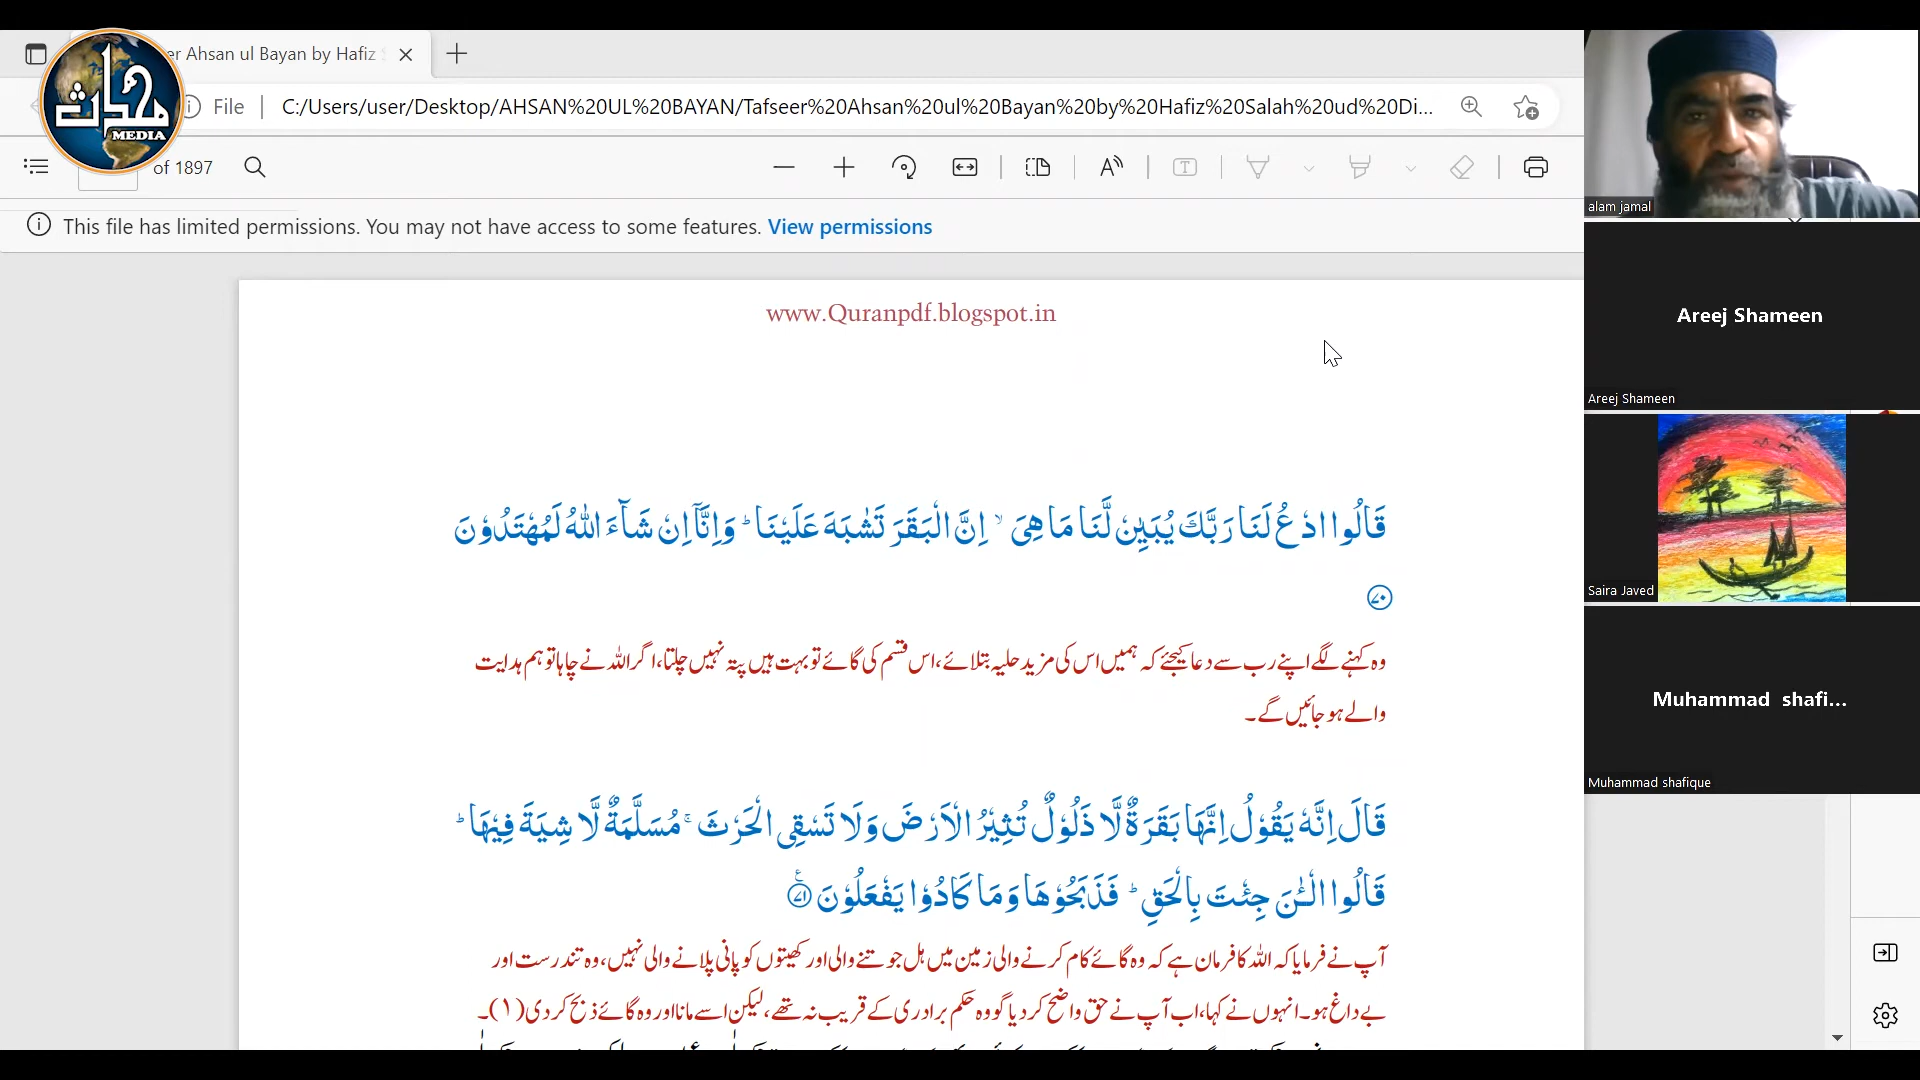 محدث
MEDIA
er Ahsan ul Bayan by Hafiz
File
C:/Users/user/Desktop/AHSAN%20UL%20BAYAN/Tafseer%20Ahsan%20ul%20Bayan%20by%20Hafiz%20Salah%20ud%20Di...
of 1897
This file has limited permissions. You may not have access to some features. View permissions
www.Quranpdf.blogspot.in
قَالُوا ادْعُ لَنَا رَبَّكَ يُبَيِّنْ لَّنَا مَا هِيَ ۙ اِنَّ الْبَقَرَ تَشٰبَهَ عَلَيْنَا ؕ وَاِنَّآ اِنْ شَآءَ اللّٰهُ لَمُهْتَدُوْنَ
۷۰
وہ کہنے لگے اپنے رب سے دعا کیجئے کہ ہمیں اس کی مزید حلیہ بتلائے، اس قسم کی گائے تو بہت ہیں پتہ نہیں چلتا، اگر اللہ نے چاہا تو ہم ہدایت
والے ہو جائیں گے۔
قَالَ اِنَّهٗ يَقُوْلُ اِنَّهَا بَقَرَةٌ لَّا ذَلُوْلٌ تُثِيْرُ الْاَرْضَ وَلَا تَسْقِى الْحَرْثَ ۚ مُسَلَّمَةٌ لَّا شِيَةَ فِيْهَا ؕ
قَالُوا الْـٰٔنَ جِئْتَ بِالْحَقِّ ؕ فَذَبَحُوْهَا وَمَا كَادُوْا يَفْعَلُوْنَ ۷۱ ع
آپ نے فرمایا کہ اللہ کا فرمان ہے کہ وہ گائے کام کرنے والی زمین میں ہل جوتنے والی اور کھیتوں کو پانی پلانے والی نہیں، وہ تندرست اور
بے داغ ہو۔ انہوں نے کہا، اب آپ نے حق واضح کر دیا گو وہ حکم برادری کے قریب نہ تھے، لیکن اسے مانا اور وہ گائے ذبح کر دی (۱)۔
alam jamal
Areej Shameen
Areej Shameen
Saira Javed
Muhammad shafi...
Muhammad shafique